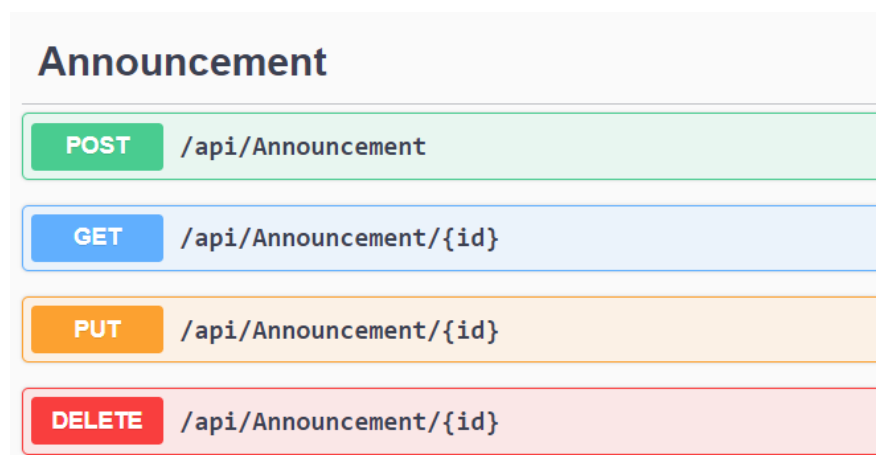 Announcement
POST /api/Announcement
GET /api/Announcement/{id}
PUT /api/Announcement/{id}
DELETE /api/Announcement/{id}